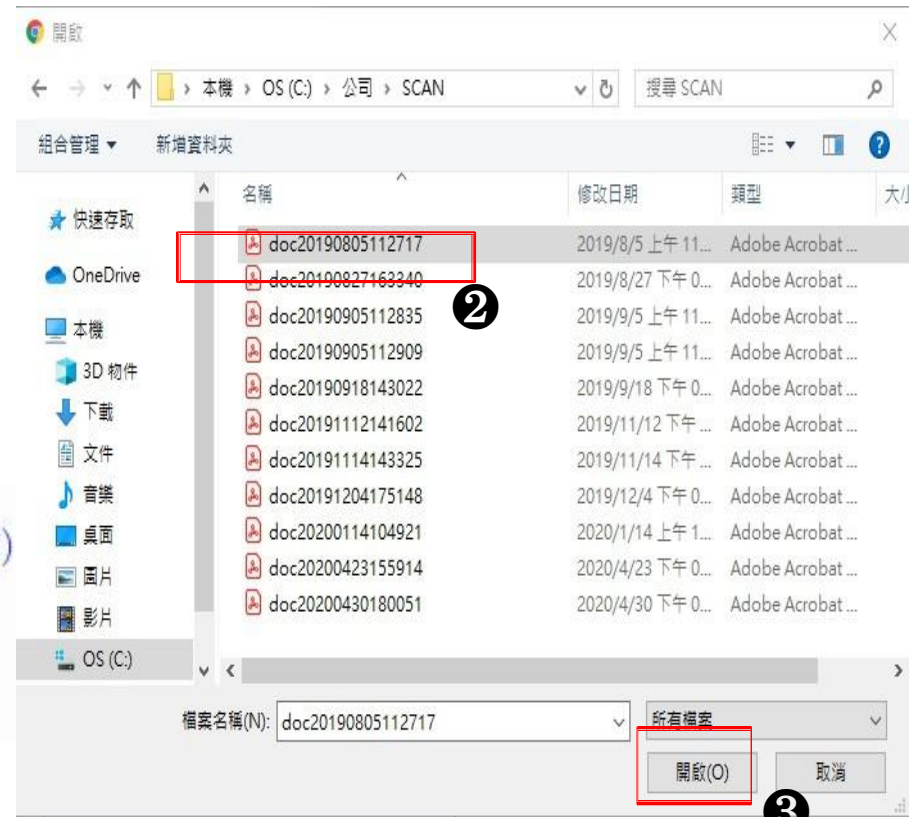 開啟
本機 › OS (C:) › 公司 › SCAN 搜尋 SCAN
組合管理 新增資料夾
名稱 修改日期 類型
快速存取
OneDrive
本機
3D 物件
下載
文件
音樂
桌面
圖片
影片
OS (C:)
doc20190805112717 2019/8/5 上午 11... Adobe Acrobat ...
doc20190827163340 2019/8/27 下午 0... Adobe Acrobat ...
doc20190905112835 2019/9/5 上午 11... Adobe Acrobat ...
doc20190905112909 2019/9/5 上午 11... Adobe Acrobat ...
doc20190918143022 2019/9/18 下午 0... Adobe Acrobat ...
doc20191112141602 2019/11/12 下午 ... Adobe Acrobat ...
doc20191114143325 2019/11/14 下午 ... Adobe Acrobat ...
doc20191204175148 2019/12/4 下午 0... Adobe Acrobat ...
doc20200114104921 2020/1/14 上午 1... Adobe Acrobat ...
doc20200423155914 2020/4/23 下午 0... Adobe Acrobat ...
doc20200430180051 2020/4/30 下午 0... Adobe Acrobat ...
❷
檔案名稱(N): doc20190805112717 所有檔案
開啟(O) 取消
❸
)